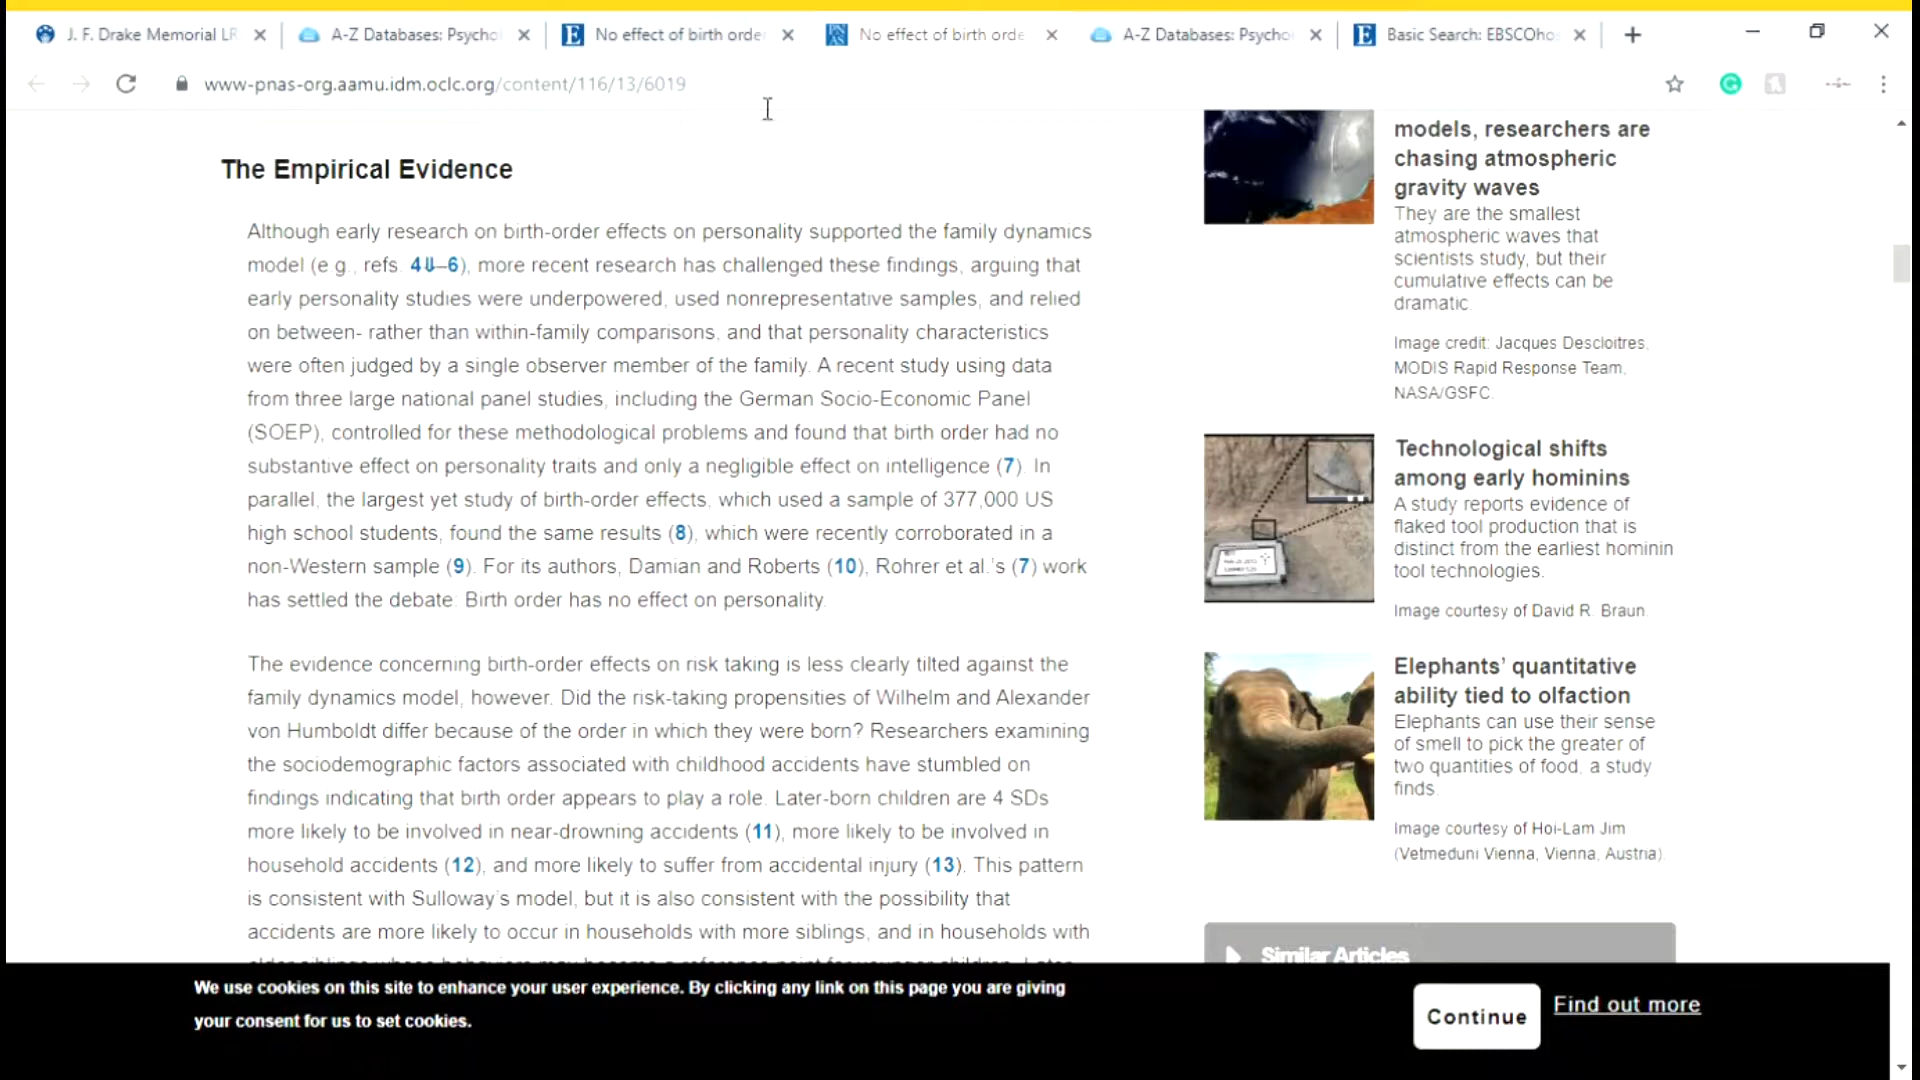 J. F. Drake Memorial LR
A-Z Databases: Psycho
No effect of birth order
No effect of birth orde
A-Z Databases: Psycho
Basic Search: EBSCOho
www-pnas-org.aamu.idm.oclc.org/content/116/13/6019
The Empirical Evidence
Although early research on birth-order effects on personality supported the family dynamics
model (e.g., refs. 4⇓–6), more recent research has challenged these findings, arguing that
early personality studies were underpowered, used nonrepresentative samples, and relied
on between- rather than within-family comparisons, and that personality characteristics
were often judged by a single observer member of the family. A recent study using data
from three large national panel studies, including the German Socio-Economic Panel
(SOEP), controlled for these methodological problems and found that birth order had no
substantive effect on personality traits and only a negligible effect on intelligence (7). In
parallel, the largest yet study of birth-order effects, which used a sample of 377,000 US
high school students, found the same results (8), which were recently corroborated in a
non-Western sample (9). For its authors, Damian and Roberts (10), Rohrer et al.'s (7) work
has settled the debate: Birth order has no effect on personality.
The evidence concerning birth-order effects on risk taking is less clearly tilted against the
family dynamics model, however. Did the risk-taking propensities of Wilhelm and Alexander
von Humboldt differ because of the order in which they were born? Researchers examining
the sociodemographic factors associated with childhood accidents have stumbled on
findings indicating that birth order appears to play a role. Later-born children are 4 SDs
more likely to be involved in near-drowning accidents (11), more likely to be involved in
household accidents (12), and more likely to suffer from accidental injury (13). This pattern
is consistent with Sulloway's model, but it is also consistent with the possibility that
accidents are more likely to occur in households with more siblings, and in households with
models, researchers are
chasing atmospheric
gravity waves
They are the smallest
atmospheric waves that
scientists study, but their
cumulative effects can be
dramatic.
Image credit: Jacques Descloitres,
MODIS Rapid Response Team,
NASA/GSFC.
Technological shifts
among early hominins
A study reports evidence of
flaked tool production that is
distinct from the earliest hominin
tool technologies.
Image courtesy of David R. Braun.
Elephants' quantitative
ability tied to olfaction
Elephants can use their sense
of smell to pick the greater of
two quantities of food, a study
finds.
Image courtesy of Hoi-Lam Jim
(Vetmeduni Vienna, Vienna, Austria).
Similar Articles
We use cookies on this site to enhance your user experience. By clicking any link on this page you are giving
your consent for us to set cookies.
Continue
Find out more